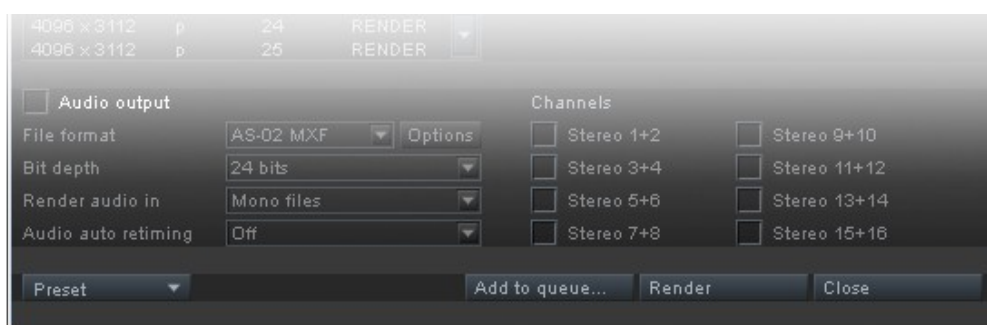 4096 x 3112 p 24 RENDER
4096 x 3112 p 25 RENDER
Audio output
Channels
File format AS-02 MXF Options
Stereo 1+2 Stereo 9+10
Bit depth 24 bits
Stereo 3+4 Stereo 11+12
Render audio in Mono files
Stereo 5+6 Stereo 13+14
Audio auto retiming Off
Stereo 7+8 Stereo 15+16
Preset Add to queue... Render Close